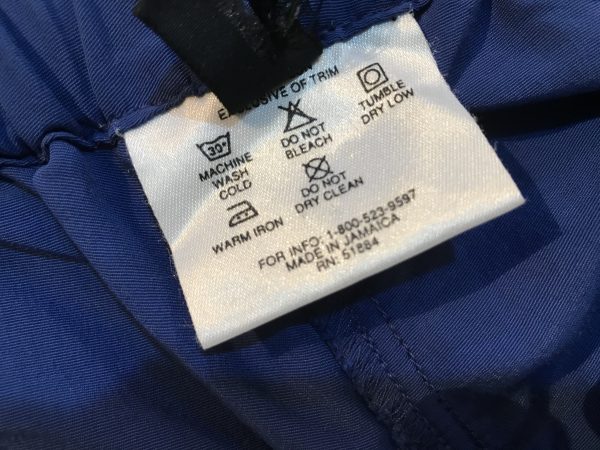 EXCLUSIVE OF TRIM
30°
MACHINE
WASH
COLD
DO NOT
BLEACH
TUMBLE
DRY LOW
WARM IRON
DO NOT
DRY CLEAN
FOR INFO: 1-800-523-9597
MADE IN JAMAICA
RN: 51884